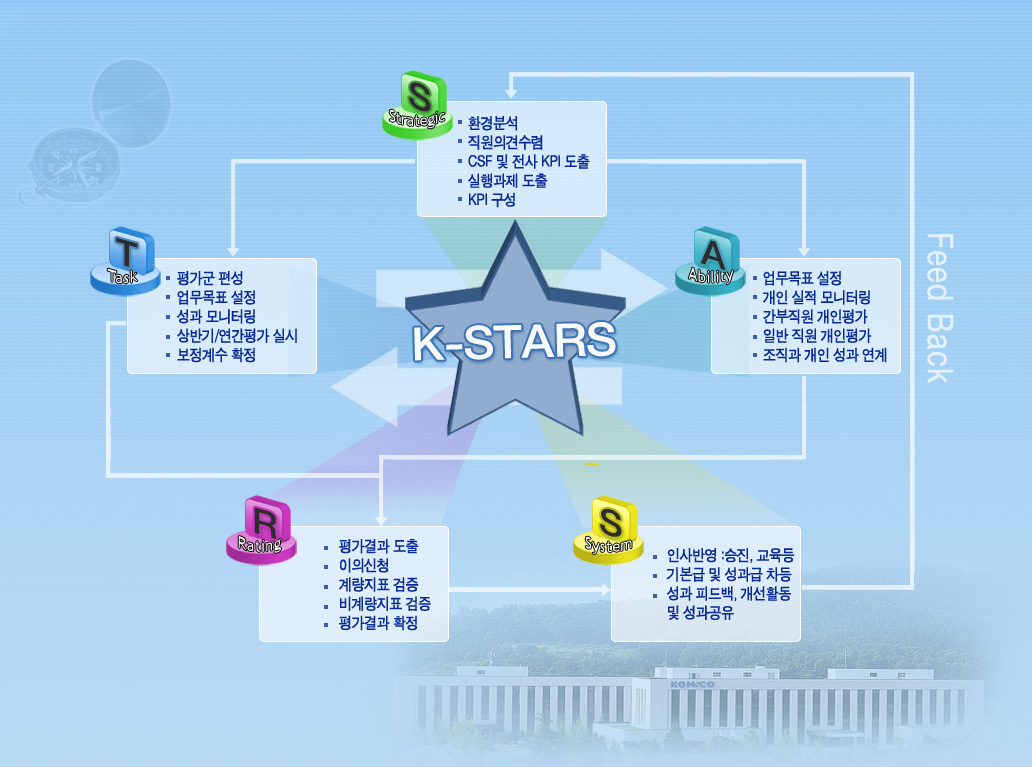 S
Strategic
환경분석
직원의견수렴
CSF 및 전사 KPI 도출
실행과제 도출
KPI 구성
T
Task
평가군 편성
업무목표 설정
성과 모니터링
상반기/연간평가 실시
보정계수 확정
K-STARS
A
Ability
업무목표 설정
개인 실적 모니터링
간부직원 개인평가
일반 직원 개인평가
조직과 개인 성과 연계
Feed Back
R
Rating
평가결과 도출
이의신청
계량지표 검증
비계량지표 검증
평가결과 확정
S
System
인사반영 :승진, 교육등
기본급 및 성과급 차등
성과 피드백, 개선활동
및 성과공유